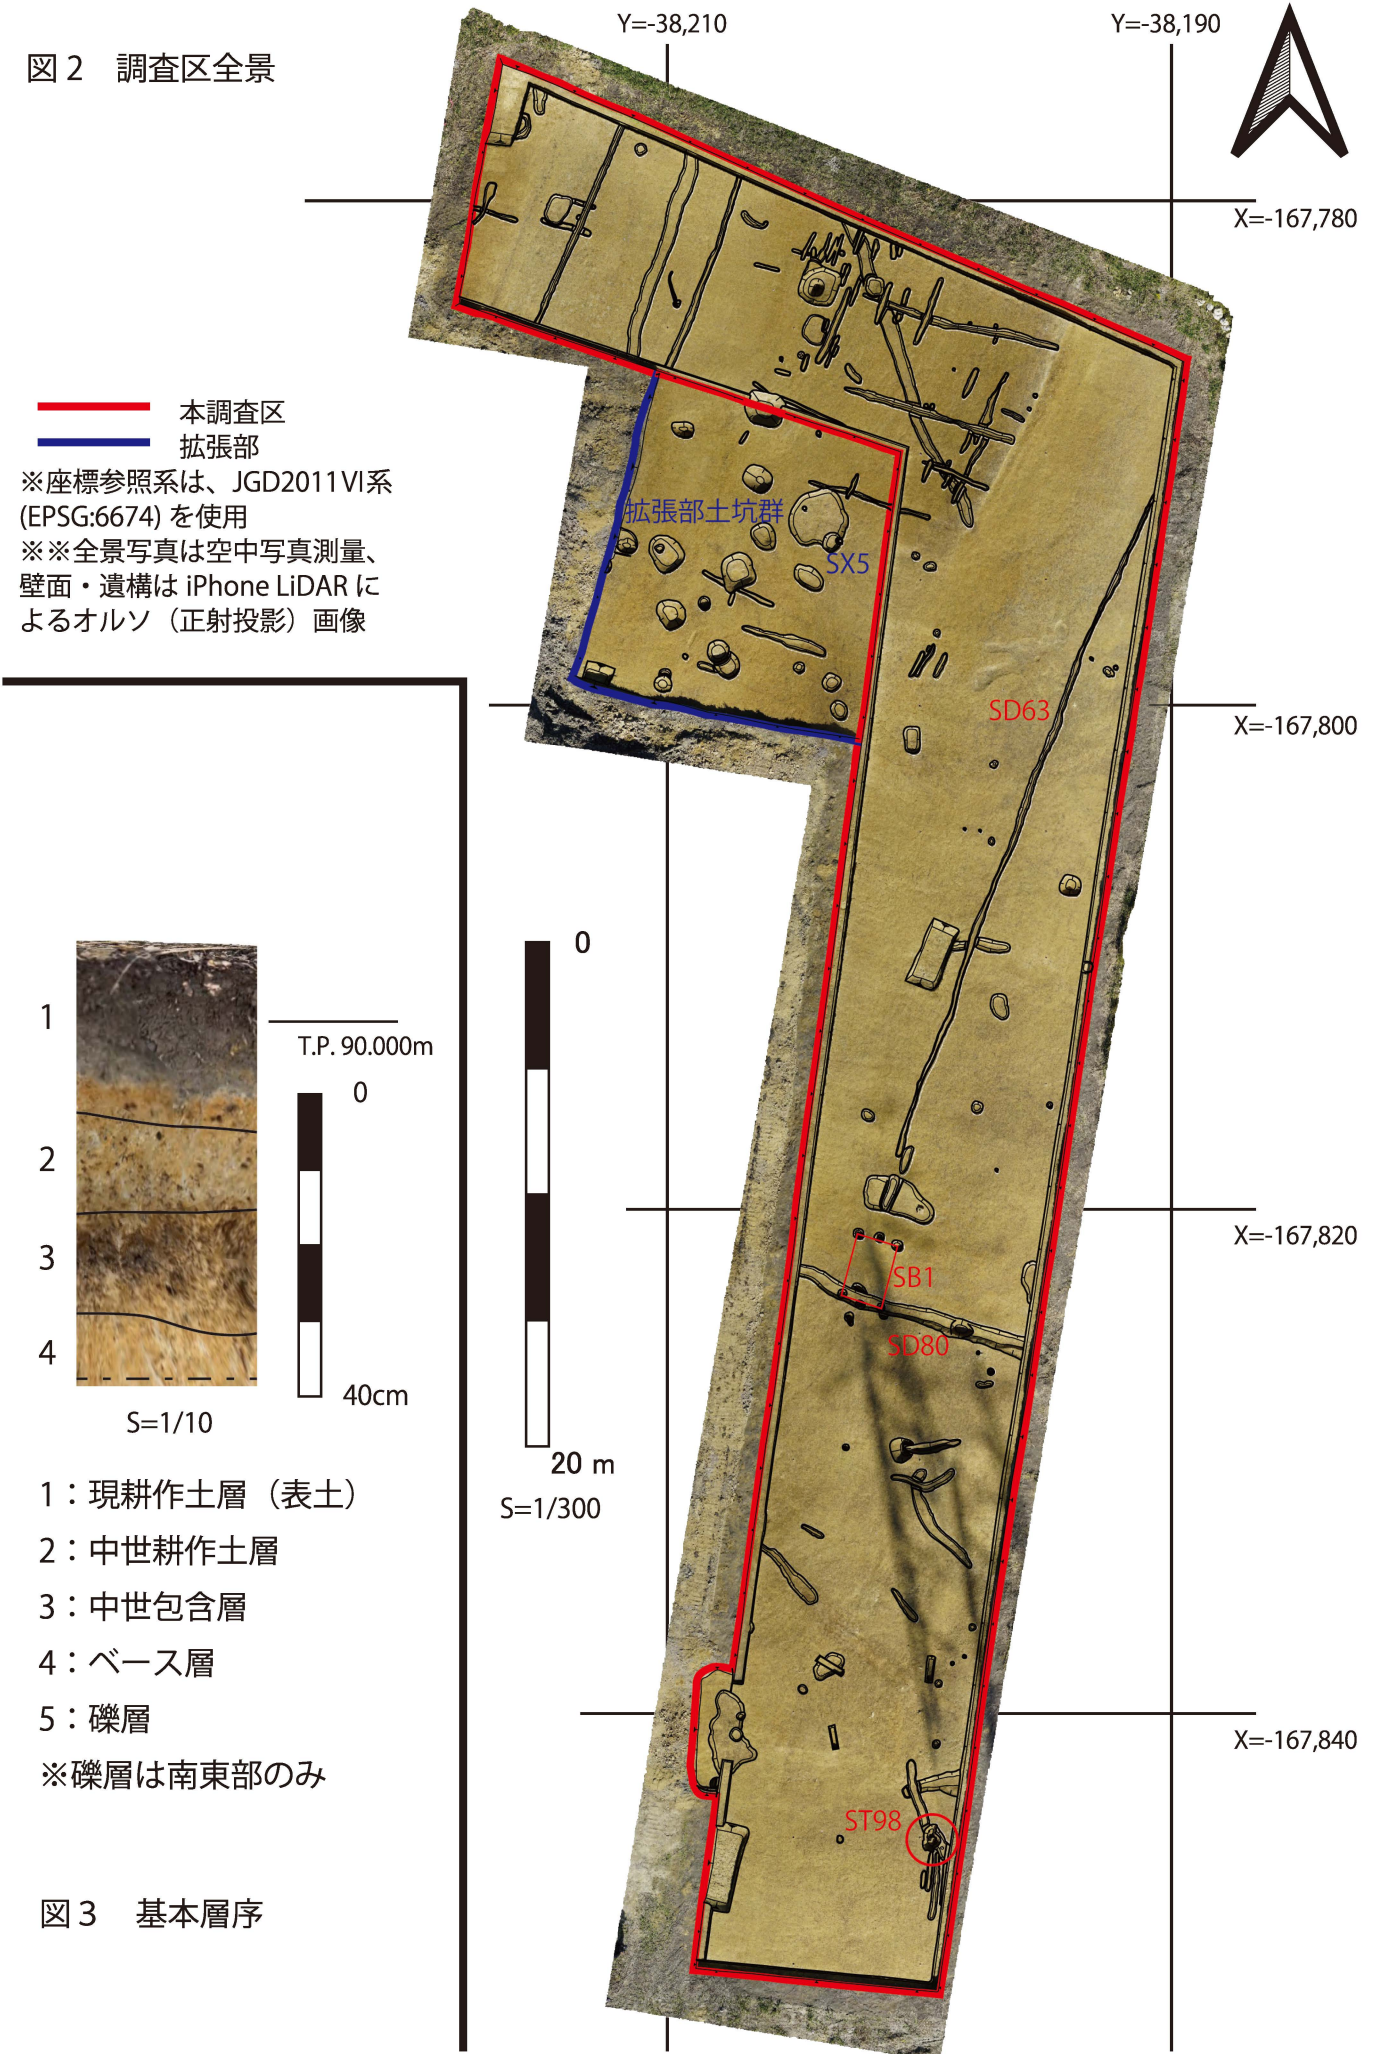 図2 調査区全景
Y=-38,210
Y=-38,190
X=-167,780
本調査区
拡張部
※座標参照系は、JGD2011Ⅵ系
(EPSG:6674) を使用
※※全景写真は空中写真測量、
壁面・遺構は iPhone LiDAR に
よるオルソ（正射投影）画像
拡張部土坑群
SX5
SD63
X=-167,800
X=-167,820
SB1
SD80
ST98
X=-167,840
0
20 m
S=1/300
1
2
3
4
T.P. 90.000m
0
40cm
S=1/10
1：現耕作土層（表土）
2：中世耕作土層
3：中世包含層
4：ベース層
5：礫層
※礫層は南東部のみ
図3 基本層序